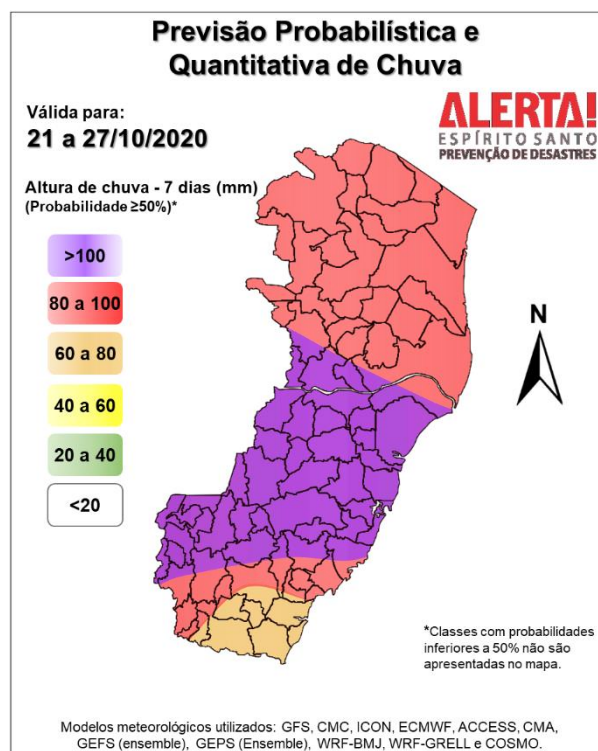 Previsão Probabilística e
Quantitativa de Chuva
Válida para:
21 a 27/10/2020
ALERTA!
ESPÍRITO SANTO
PREVENÇÃO DE DESASTRES
Altura de chuva - 7 dias (mm)
(Probabilidade ≥50%)*
>100
80 a 100
60 a 80
40 a 60
20 a 40
<20
N
*Classes com probabilidades
inferiores a 50% não são
apresentadas no mapa.
Modelos meteorológicos utilizados: GFS, CMC, ICON, ECMWF, ACCESS, CMA,
GEFS (ensemble), GEPS (Ensemble), WRF-BMJ, WRF-GRELL e COSMO.